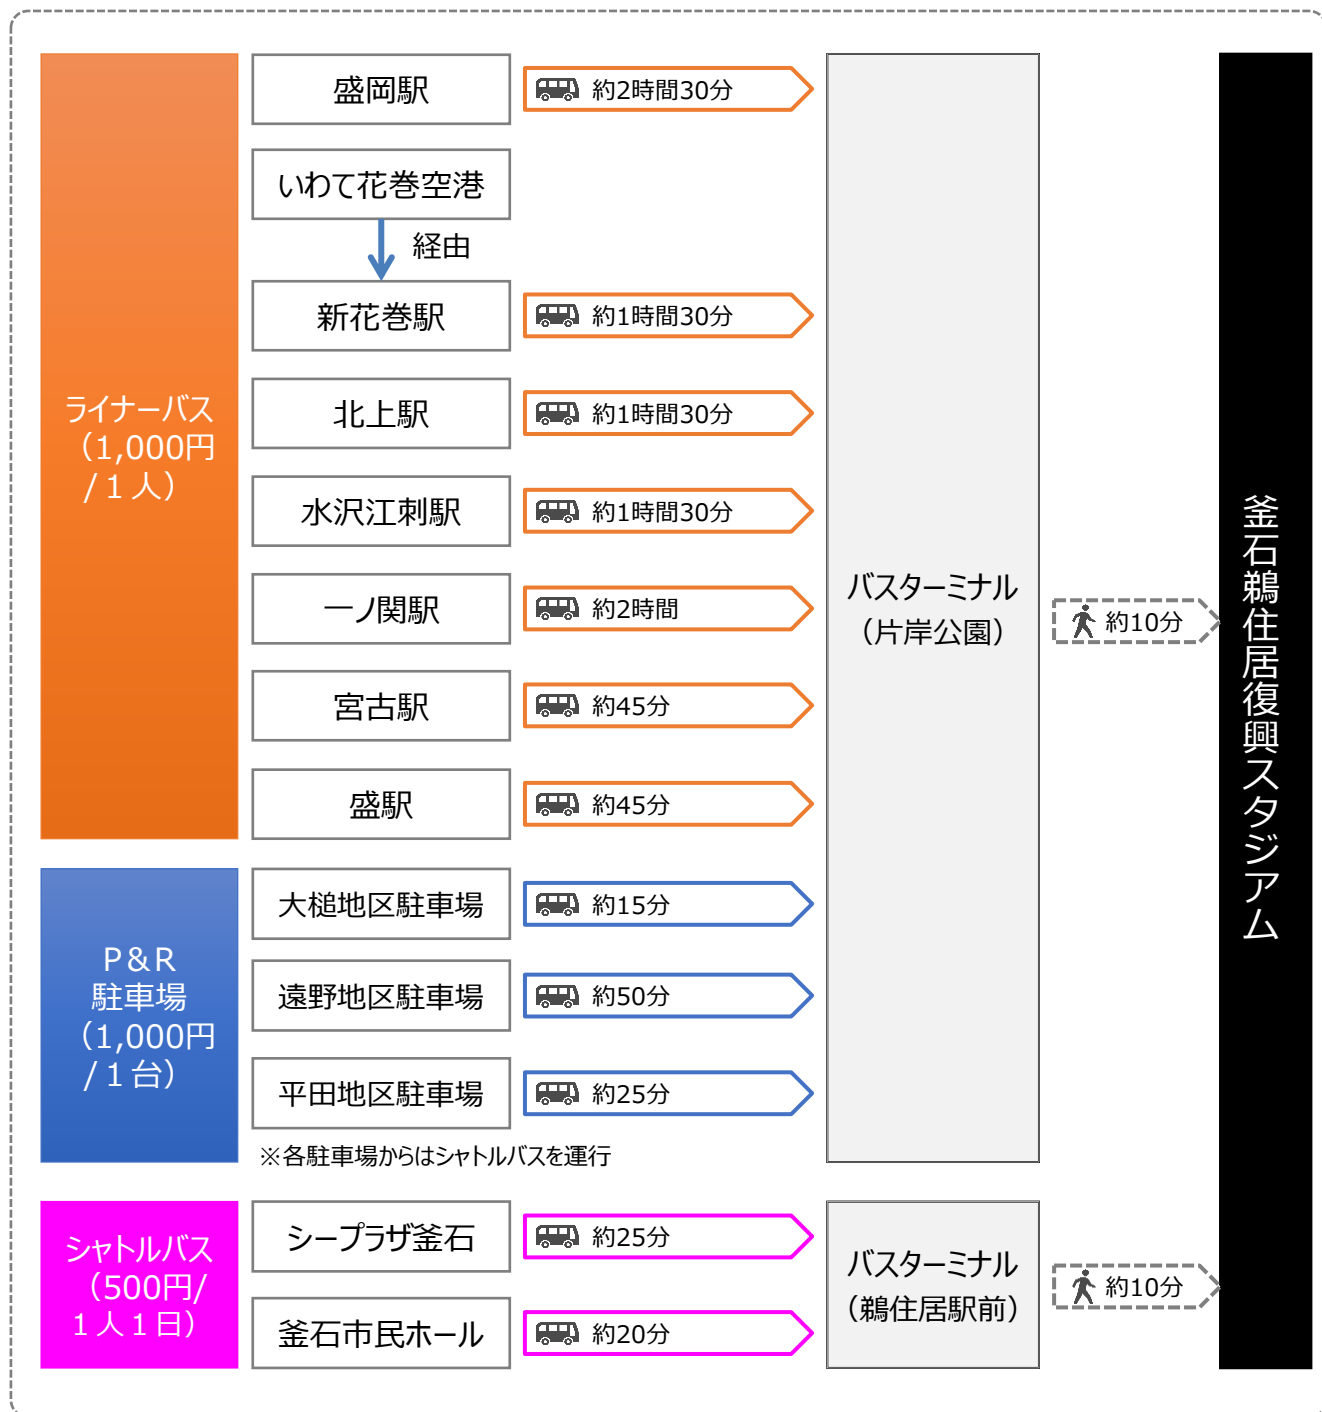 ライナーバス
（1,000円
/１人）
盛岡駅
約2時間30分
いわて花巻空港
経由
新花巻駅
約1時間30分
北上駅
約1時間30分
水沢江刺駅
約1時間30分
一ノ関駅
約2時間
宮古駅
約45分
盛駅
約45分
P＆R
駐車場
（1,000円
/１台）
大槌地区駐車場
約15分
遠野地区駐車場
約50分
平田地区駐車場
約25分
※各駐車場からはシャトルバスを運行
バスターミナル
（片岸公園）
約10分
シャトルバス
（500円/
１人１日）
シープラザ釜石
約25分
釜石市民ホール
約20分
バスターミナル
（鵜住居駅前）
約10分
釜石鵜住居復興スタジアム